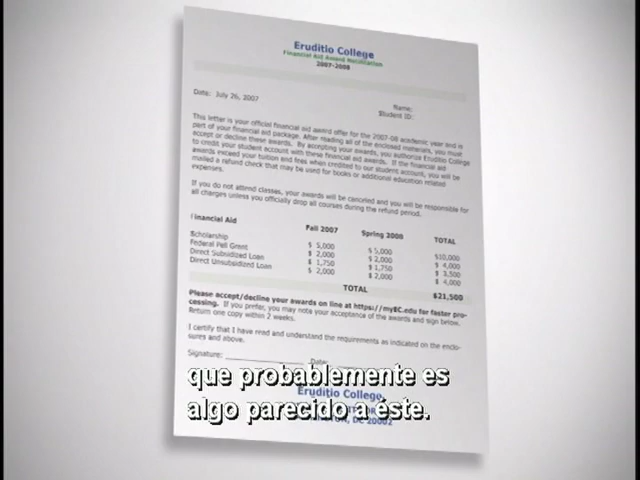 Eruditio College
Financial Aid Award Notification
2007-2008
Date: July 26, 2007
Name:
Student ID:
This letter is your official financial aid award offer for the 2007-08 academic year and is
part of your financial aid package. After reading all of the enclosed materials, you must
accept or decline these awards. By accepting your awards, you authorize Eruditio College
to credit your student account with these financial aid awards. If the financial aid
awards exceed your tuition and fees when credited to our students account, you will be
mailed a refund check that may be used for books or additional education related
expenses.
If you do not attend classes, your awards will be canceled and you will be responsible for
all charges unless you officially drop all courses during the refund period.
Financial Aid Fall 2007 Spring 2008 TOTAL
Scholarship $ 5,000 $ 5,000 $10,000
Federal Pell Grant $ 2,000 $ 2,000 $ 4,000
Direct Subsidized Loan $ 1,750 $ 1,750 $ 3,500
Direct Unsubsidized Loan $ 2,000 $ 2,000 $ 4,000
TOTAL $21,500
Please accept/decline your awards on line at https://myEC.edu for faster pro-
cessing. If you prefer, you may note your acceptance of the awards and sign below.
Return one copy within 2 weeks.
I certify that I have read and understand the requirements as indicated on the enclo-
sures and above.
Signature: Date:
que probablemente es
Eruditio College
algo parecido a éste.
DC 20002